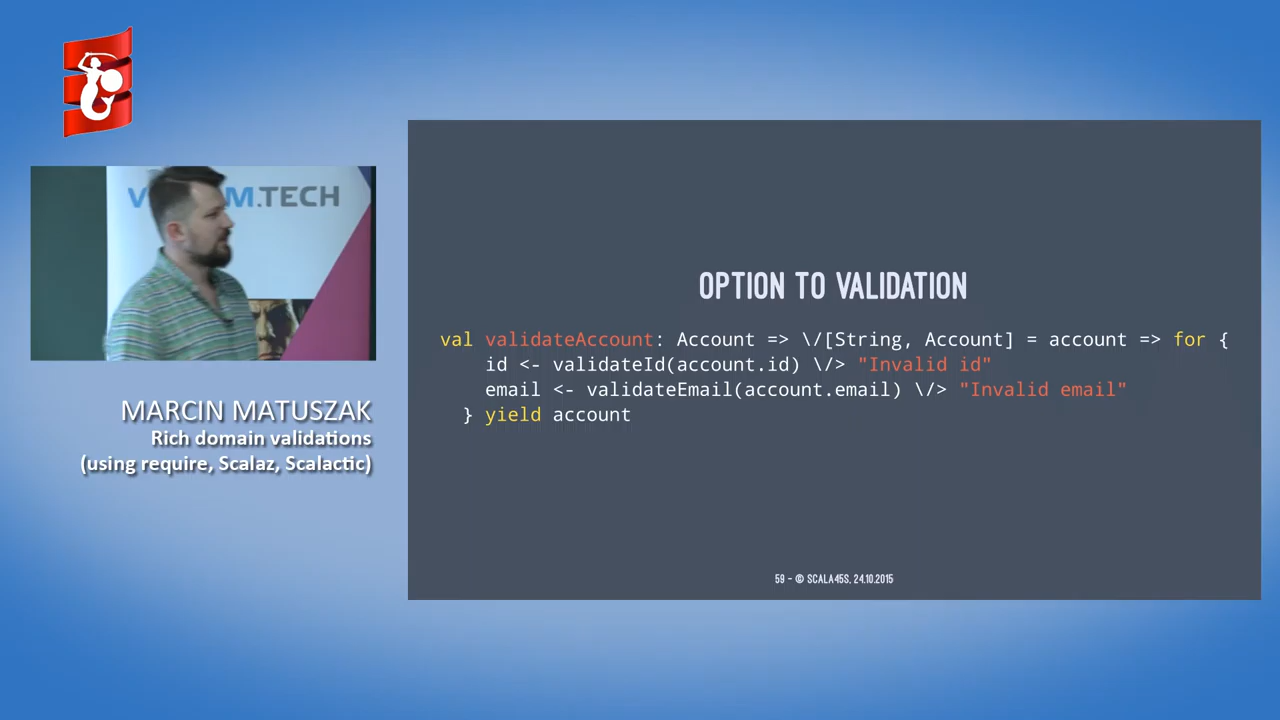 .TECH
OPTION TO VALIDATION
val validateAccount: Account => \/[String, Account] = account => for {
id <- validateId(account.id) \/> "Invalid id"
email <- validateEmail(account.email) \/> "Invalid email"
} yield account
59 - © SCALA45S, 24.10.2015
MARCIN MATUSZAK
Rich domain validations
(using require, Scalaz, Scalactic)